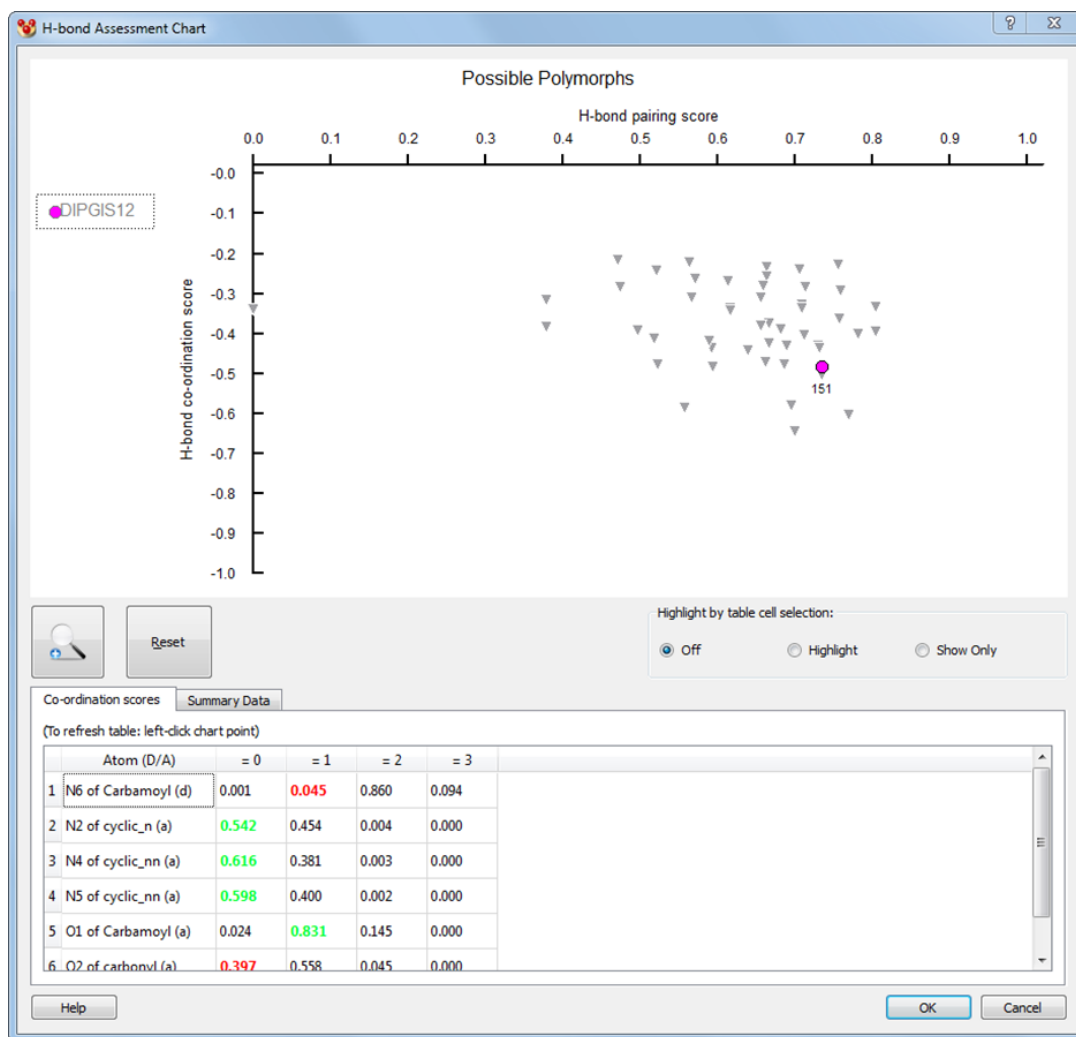 H-bond Assessment Chart
Possible Polymorphs
H-bond pairing score
0.0 0.1 0.2 0.3 0.4 0.5 0.6 0.7 0.8 0.9 1.0
DIPGIS12
H-bond co-ordination score
-0.0
-0.1
-0.2
-0.3
-0.4
-0.5
-0.6
-0.7
-0.8
-0.9
-1.0
151
Reset
Highlight by table cell selection:
Off Highlight Show Only
Co-ordination scores Summary Data
(To refresh table: left-click chart point)
Atom (D/A) = 0 = 1 = 2 = 3
1 N6 of Carbamoyl (d) 0.001 0.045 0.860 0.094
2 N2 of cyclic_n (a) 0.542 0.454 0.004 0.000
3 N4 of cyclic_nn (a) 0.616 0.381 0.003 0.000
4 N5 of cyclic_nn (a) 0.598 0.400 0.002 0.000
5 O1 of Carbamoyl (a) 0.024 0.831 0.145 0.000
6 O2 of carbonyl (a) 0.397 0.558 0.045 0.000
Help OK Cancel